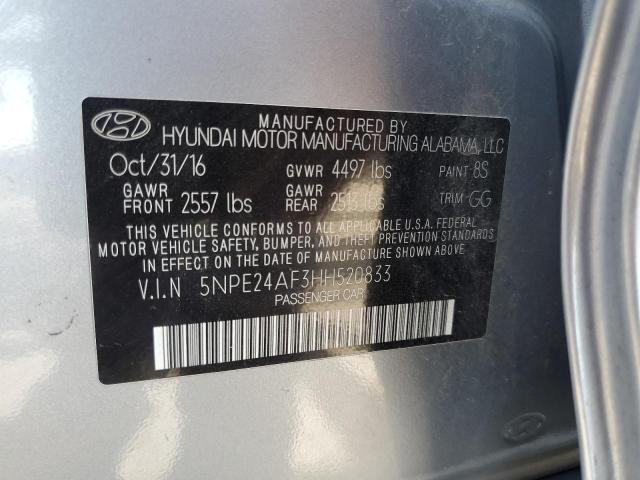 MANUFACTURED BY
HYUNDAI MOTOR MANUFACTURING ALABAMA, LLC
Oct/31/16 GVWR 4497 lbs PAINT 8S
GAWR FRONT 2557 lbs GAWR REAR 2513 lbs TRIM GG
THIS VEHICLE CONFORMS TO ALL APPLICABLE U.S.A. FEDERAL
MOTOR VEHICLE SAFETY, BUMPER, AND THEFT PREVENTION STANDARDS
IN EFFECT ON THE DATE OF MANUFACTURE SHOWN ABOVE.
V.I.N 5NPE24AF3HH520833
PASSENGER CAR